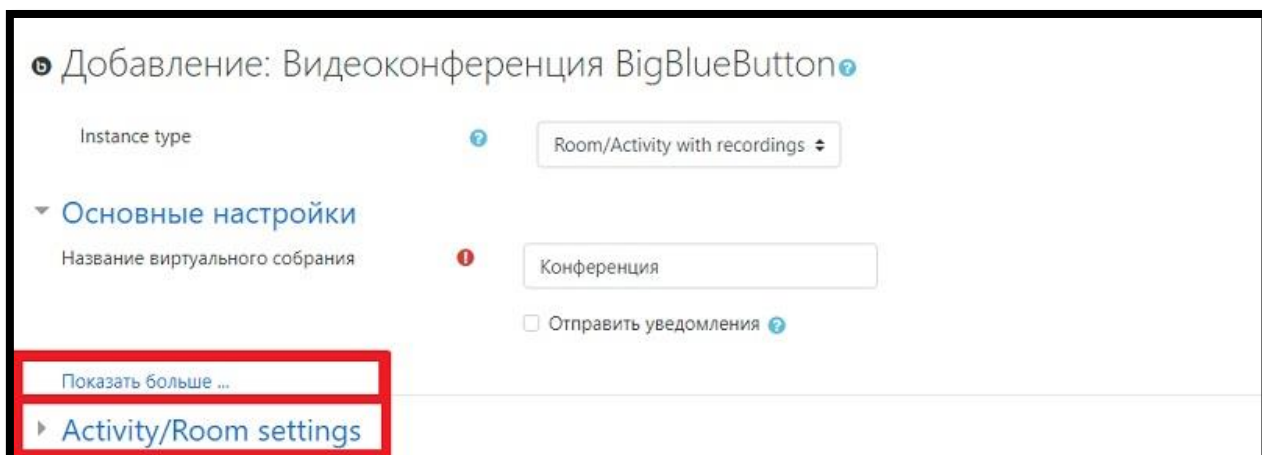 Добавление: Видеоконференция BigBlueButton
Instance type
Room/Activity with recordings
Основные настройки
Название виртуального собрания
Конференция
Отправить уведомления
Показать больше ...
Activity/Room settings